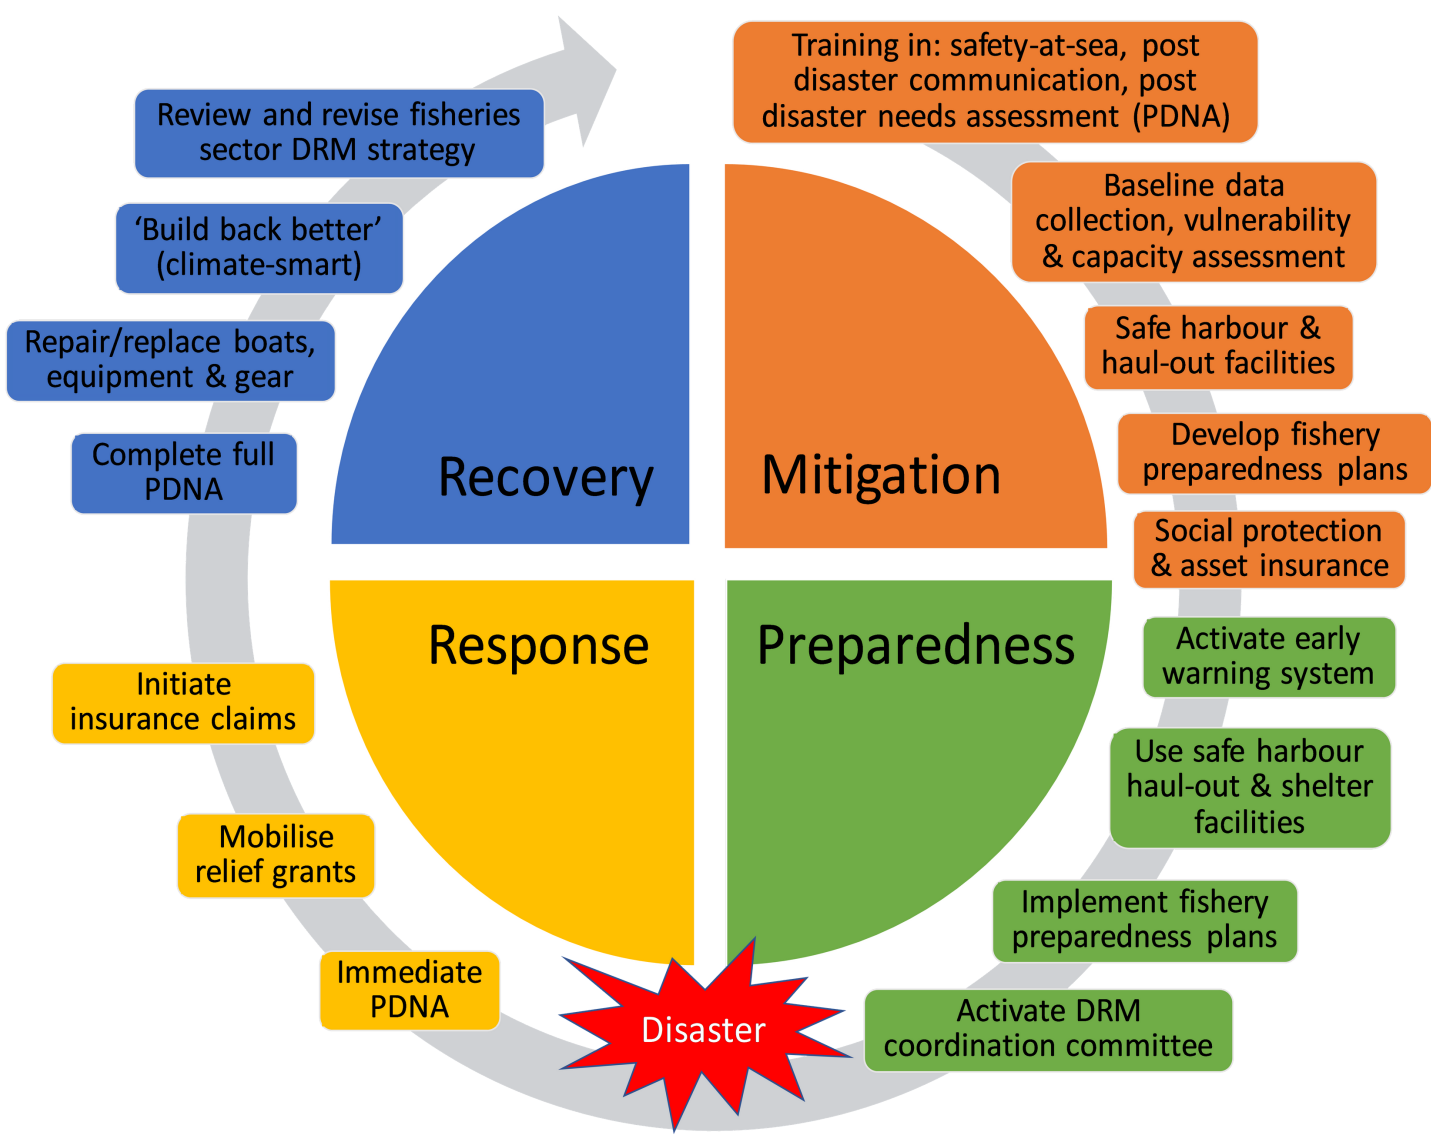 Training in: safety-at-sea, post
disaster communication, post
disaster needs assessment (PDNA)
Baseline data
collection, vulnerability
& capacity assessment
Safe harbour &
haul-out facilities
Develop fishery
preparedness plans
Social protection
& asset insurance
Activate early
warning system
Use safe harbour
haul-out & shelter
facilities
Implement fishery
preparedness plans
Activate DRM
coordination committee
Disaster
Immediate
PDNA
Mobilise
relief grants
Initiate
insurance claims
Complete full
PDNA
Repair/replace boats,
equipment & gear
‘Build back better’
(climate-smart)
Review and revise fisheries
sector DRM strategy
Recovery
Mitigation
Response
Preparedness